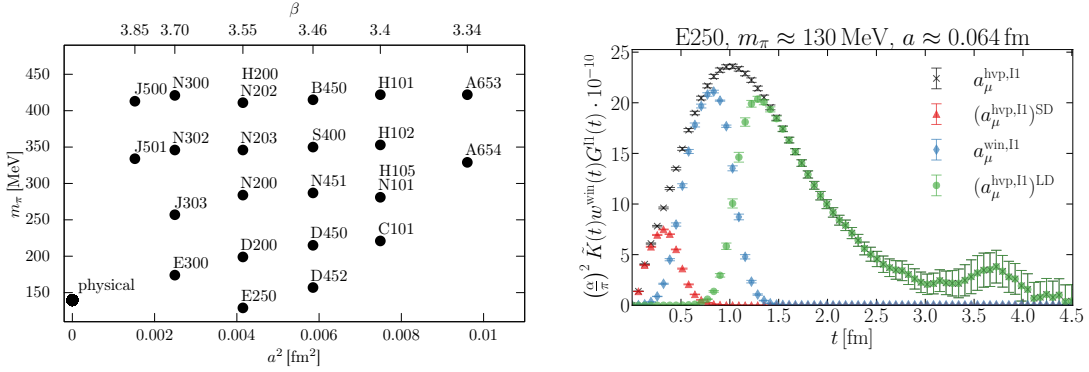 β
3.85 3.70 3.55 3.46 3.4 3.34
m_π [MeV]
450
400
350
300
250
200
150
J500
N300
H200
N202
B450
H101
A653
J501
N302
N203
S400
H102
A654
J303
N200
N451
H105
N101
E300
D200
D450
C101
E250
D452
physical
0 0.002 0.004 0.006 0.008 0.01
a² [fm²]
E250, m_π ≈ 130 MeV, a ≈ 0.064 fm
(α/π)² K̃(t)w^win(t)G^I1(t) · 10⁻¹⁰
25
20
15
10
5
0
a_μ^hvp,I1
(a_μ^hvp,I1)^SD
a_μ^win,I1
(a_μ^hvp,I1)^LD
0.5 1.0 1.5 2.0 2.5 3.0 3.5 4.0 4.5
t [fm]